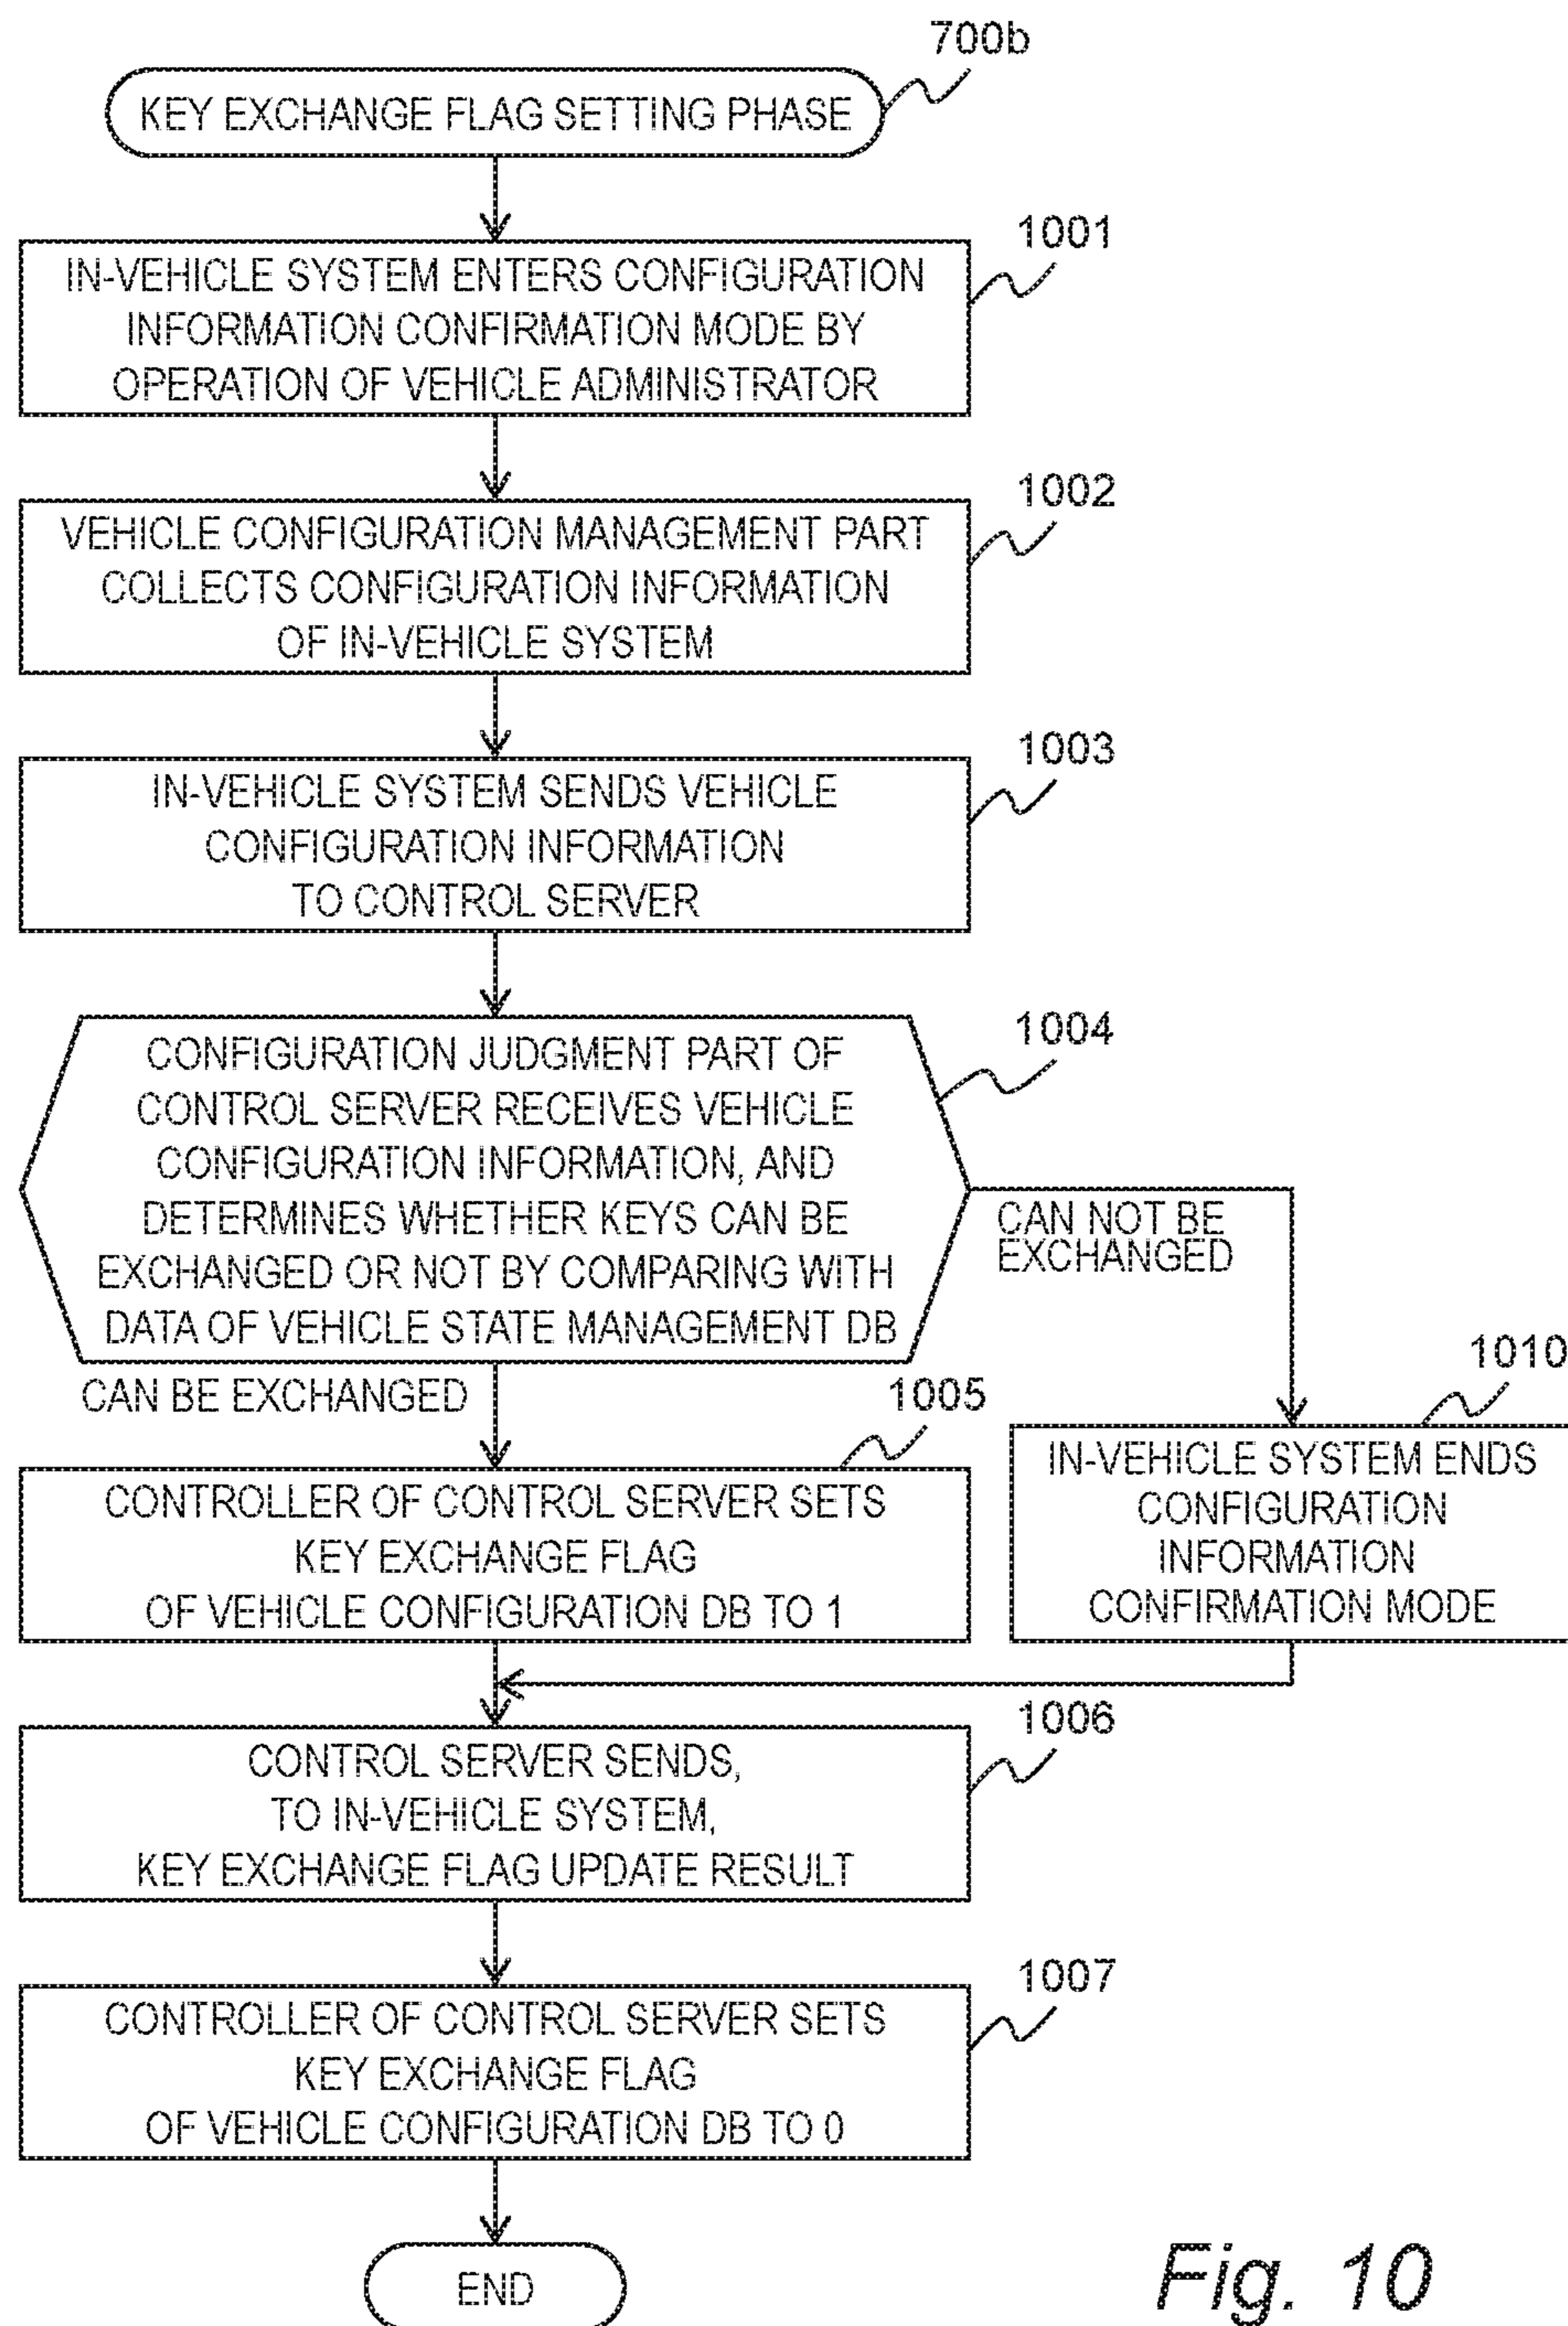 700b
KEY EXCHANGE FLAG SETTING PHASE
1001
IN-VEHICLE SYSTEM ENTERS CONFIGURATION
INFORMATION CONFIRMATION MODE BY
OPERATION OF VEHICLE ADMINISTRATOR
1002
VEHICLE CONFIGURATION MANAGEMENT PART
COLLECTS CONFIGURATION INFORMATION
OF IN-VEHICLE SYSTEM
1003
IN-VEHICLE SYSTEM SENDS VEHICLE
CONFIGURATION INFORMATION
TO CONTROL SERVER
1004
CONFIGURATION JUDGMENT PART OF
CONTROL SERVER RECEIVES VEHICLE
CONFIGURATION INFORMATION, AND
DETERMINES WHETHER KEYS CAN BE
EXCHANGED OR NOT BY COMPARING WITH
DATA OF VEHICLE STATE MANAGEMENT DB
CAN NOT BE
EXCHANGED
CAN BE EXCHANGED
1005
CONTROLLER OF CONTROL SERVER SETS
KEY EXCHANGE FLAG
OF VEHICLE CONFIGURATION DB TO 1
1010
IN-VEHICLE SYSTEM ENDS
CONFIGURATION
INFORMATION
CONFIRMATION MODE
1006
CONTROL SERVER SENDS,
TO IN-VEHICLE SYSTEM,
KEY EXCHANGE FLAG UPDATE RESULT
1007
CONTROLLER OF CONTROL SERVER SETS
KEY EXCHANGE FLAG
OF VEHICLE CONFIGURATION DB TO 0
END
Fig. 10